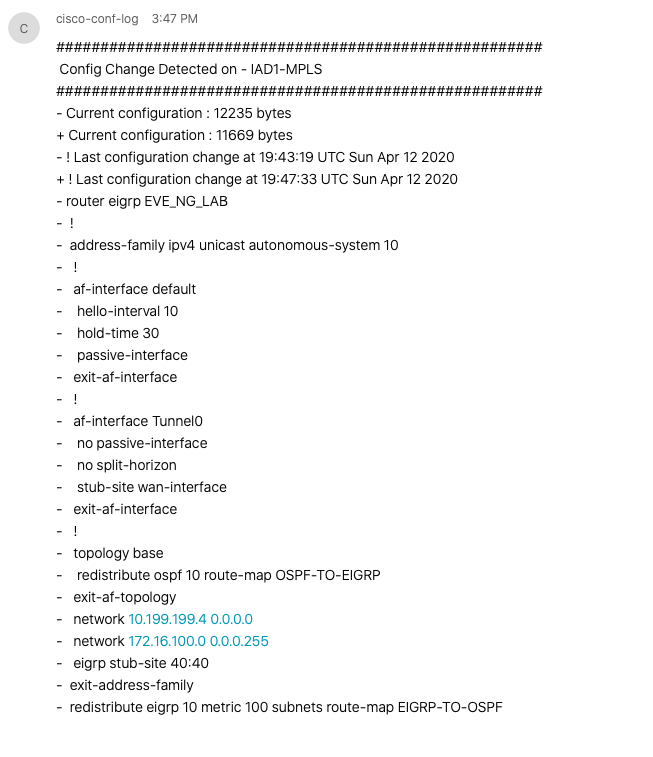 C
cisco-conf-log 3:47 PM
#######################################################
Config Change Detected on - IAD1-MPLS
#######################################################
- Current configuration : 12235 bytes
+ Current configuration : 11669 bytes
- ! Last configuration change at 19:43:19 UTC Sun Apr 12 2020
+ ! Last configuration change at 19:47:33 UTC Sun Apr 12 2020
- router eigrp EVE_NG_LAB
- !
- address-family ipv4 unicast autonomous-system 10
- !
- af-interface default
- hello-interval 10
- hold-time 30
- passive-interface
- exit-af-interface
- !
- af-interface Tunnel0
- no passive-interface
- no split-horizon
- stub-site wan-interface
- exit-af-interface
- !
- topology base
- redistribute ospf 10 route-map OSPF-TO-EIGRP
- exit-af-topology
- network 10.199.199.4 0.0.0.0
- network 172.16.100.0 0.0.0.255
- eigrp stub-site 40:40
- exit-address-family
- redistribute eigrp 10 metric 100 subnets route-map EIGRP-TO-OSPF